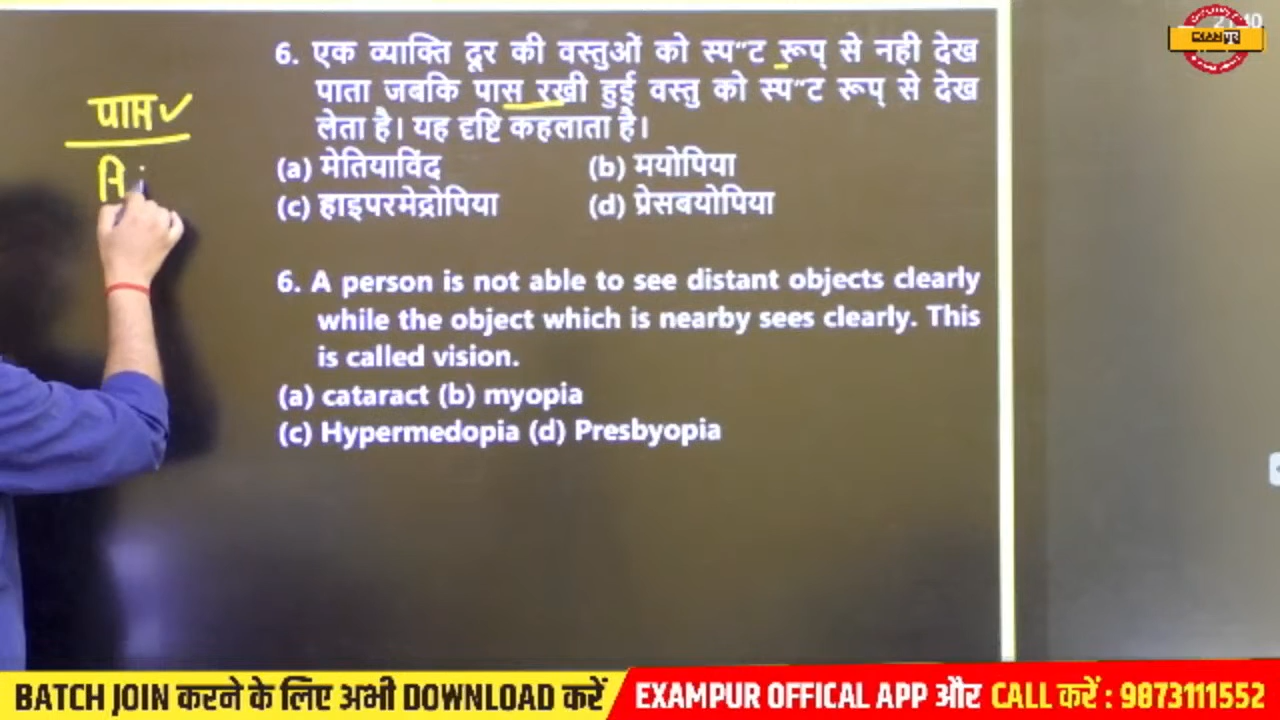 6. एक व्याक्ति दूर की वस्तुओं को स्प“ट रूप् से नही देख
पाता जबकि पास रखी हुई वस्तु को स्प“ट रूप् से देख
लेता है। यह दृष्टि कहलाता है।
(a) मेतियाविंद (b) मयोपिया
(c) हाइपरमेद्रोपिया (d) प्रेसबयोपिया
पास
6. A person is not able to see distant objects clearly
while the object which is nearby sees clearly. This
is called vision.
(a) cataract (b) myopia
(c) Hypermedopia (d) Presbyopia
EXAMपुर
BATCH JOIN करने के लिए अभी DOWNLOAD करें
EXAMPUR OFFICAL APP और CALL करें : 9873111552